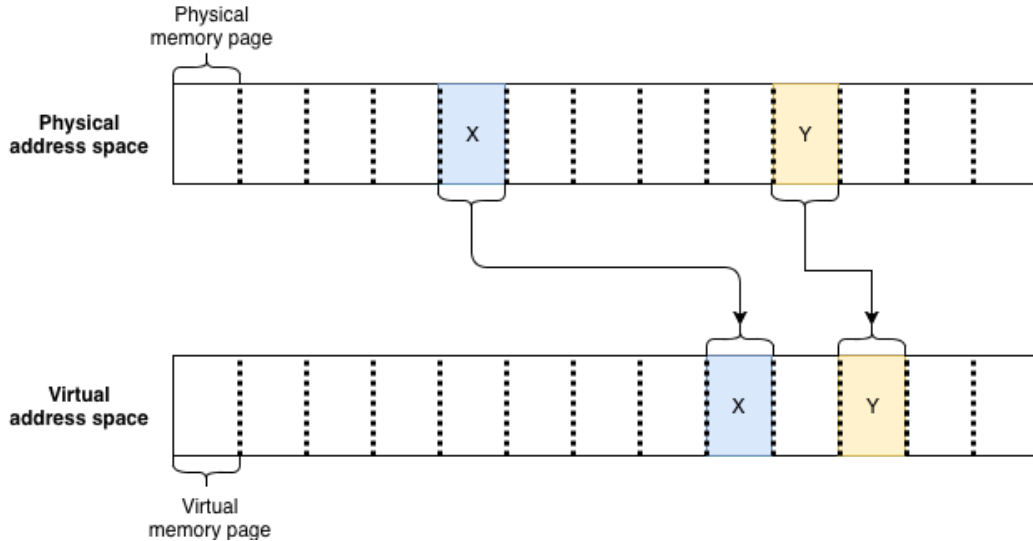 Physical
memory page
Physical
address space
X
Y
Virtual
address space
X
Y
Virtual
memory page